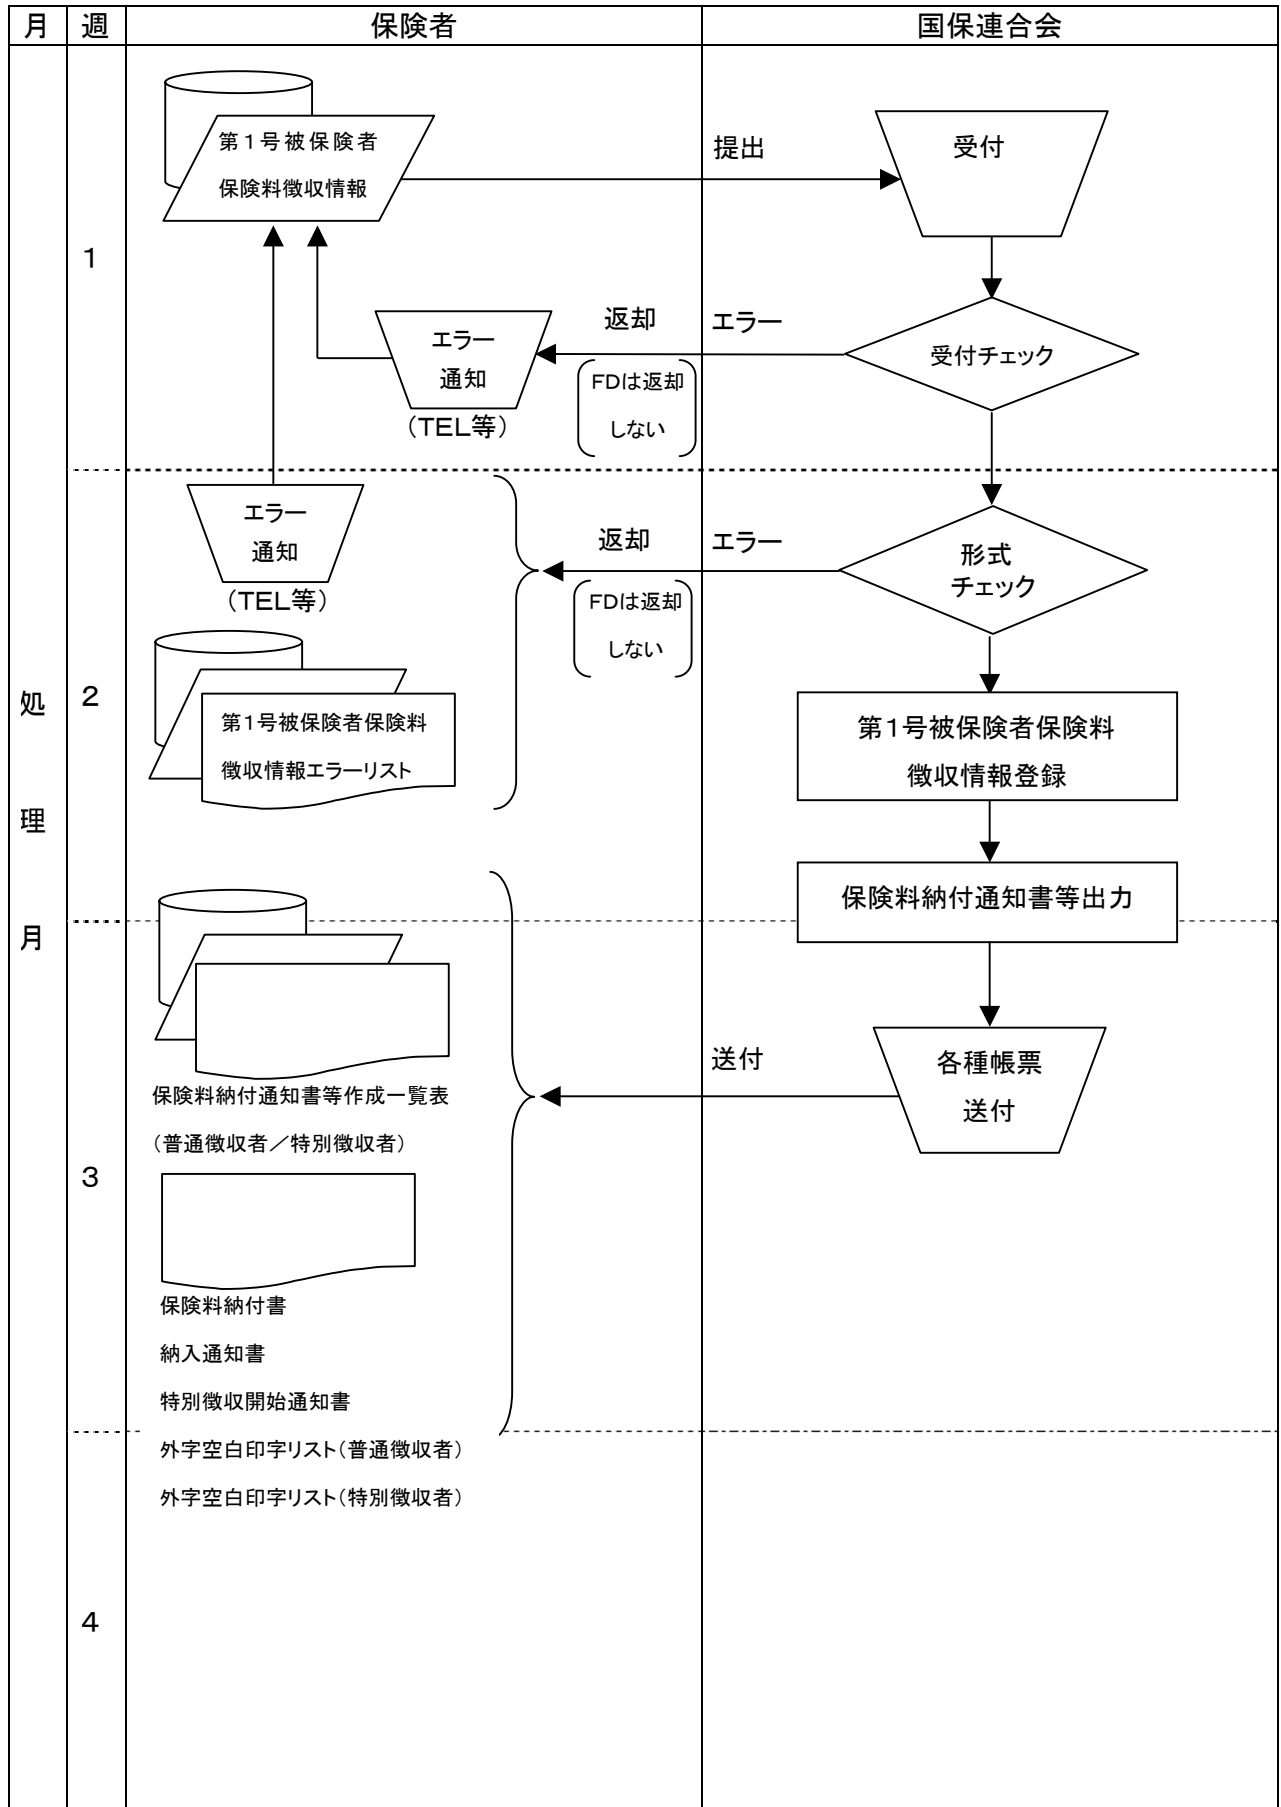 月 週 保険者 国保連合会
第１号被保険者
保険料徴収情報
提出
受付
1
エラー
通知
(TEL等)
返却
エラー
FDは返却
しない
受付チェック
エラー
通知
(TEL等)
返却
エラー
FDは返却
しない
形式
チェック
処
理
月
2
第１号被保険者保険料
徴収情報エラーリスト
第１号被保険者保険料
徴収情報登録
保険料納付通知書等出力
送付
各種帳票
送付
保険料納付通知書等作成一覧表
(普通徴収者／特別徴収者)
3
保険料納付書
納入通知書
特別徴収開始通知書
外字空白印字リスト(普通徴収者)
外字空白印字リスト(特別徴収者)
4